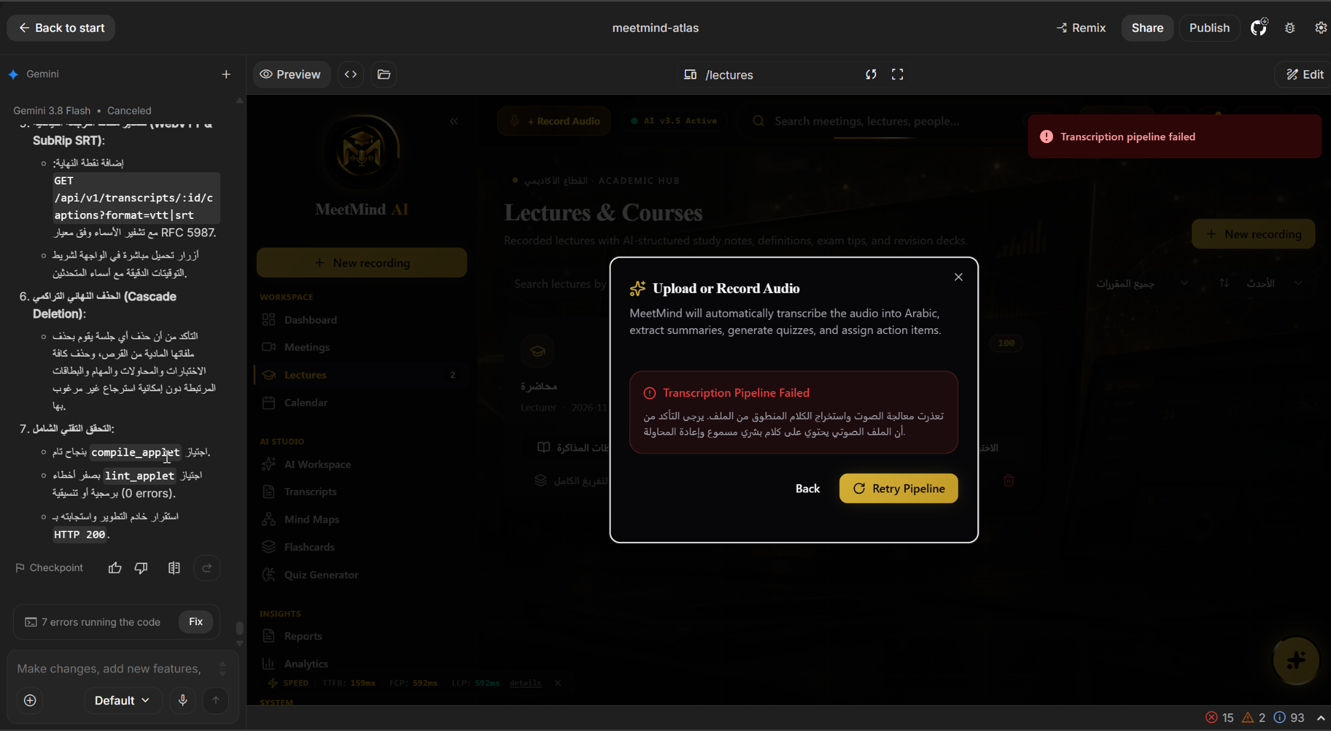 Back to start
meetmind-atlas
Remix
Share
Publish
Gemini
Preview
/lectures
Edit
Gemini 3.8 Flash • Canceled
SubRip SRT):
إضافة نقطة النهاية:
GET
/api/v1/transcripts/:id/c
aptions?format=vtt|srt
مع تشفير الأسماء وفق معيار RFC 5987.
أزرار تحميل مباشرة في الواجهة لشريط
التوقيتات الدقيقة مع أسماء المتحدثين.
6. الحذف النهائي التراكمي (Cascade
Deletion):
التأكد من أن حذف أي جلسة يقوم بحذف
ملفاتها المادية من القرص، وحذف كافة
الاختبارات والمحاولات والمهام والبطاقات
المرتبطة دون إمكانية استرجاع غير مرغوب
بها.
7. التحقق التقني الشامل:
اجتياز compile_applet بنجاح تام.
اجتياز lint_applet بصفر أخطاء
برمجية أو تنسيقية (0 errors).
استقرار خادم التطوير واستجابته بـ
HTTP 200.
Checkpoint
7 errors running the code
Fix
Make changes, add new features,
Default
MeetMind AI
+ New recording
WORKSPACE
Dashboard
Meetings
Lectures 2
Calendar
AI STUDIO
AI Workspace
Transcripts
Mind Maps
Flashcards
Quiz Generator
INSIGHTS
Reports
Analytics
SPEED TTFB: 159ms FCP: 592ms LCP: 592ms details
SYSTEM
+ Record Audio
AI v3.5 Active
Search meetings, lectures, people...
Transcription pipeline failed
القطاع الأكاديمي · ACADEMIC HUB
Lectures & Courses
Recorded lectures with AI-structured study notes, definitions, exam tips, and revision decks.
+ New recording
Search lectures by
جميع المقررات
الأحدث
100
محاضرة
Lecturer · 2026-11
Upload or Record Audio
MeetMind will automatically transcribe the audio into Arabic,
extract summaries, generate quizzes, and assign action items.
Transcription Pipeline Failed
تعذرت معالجة الصوت واستخراج الكلام المنطوق من الملف. يرجى التأكد من
أن الملف الصوتي يحتوي على كلام بشري مسموع وإعادة المحاولة.
Back
Retry Pipeline
15
2
93